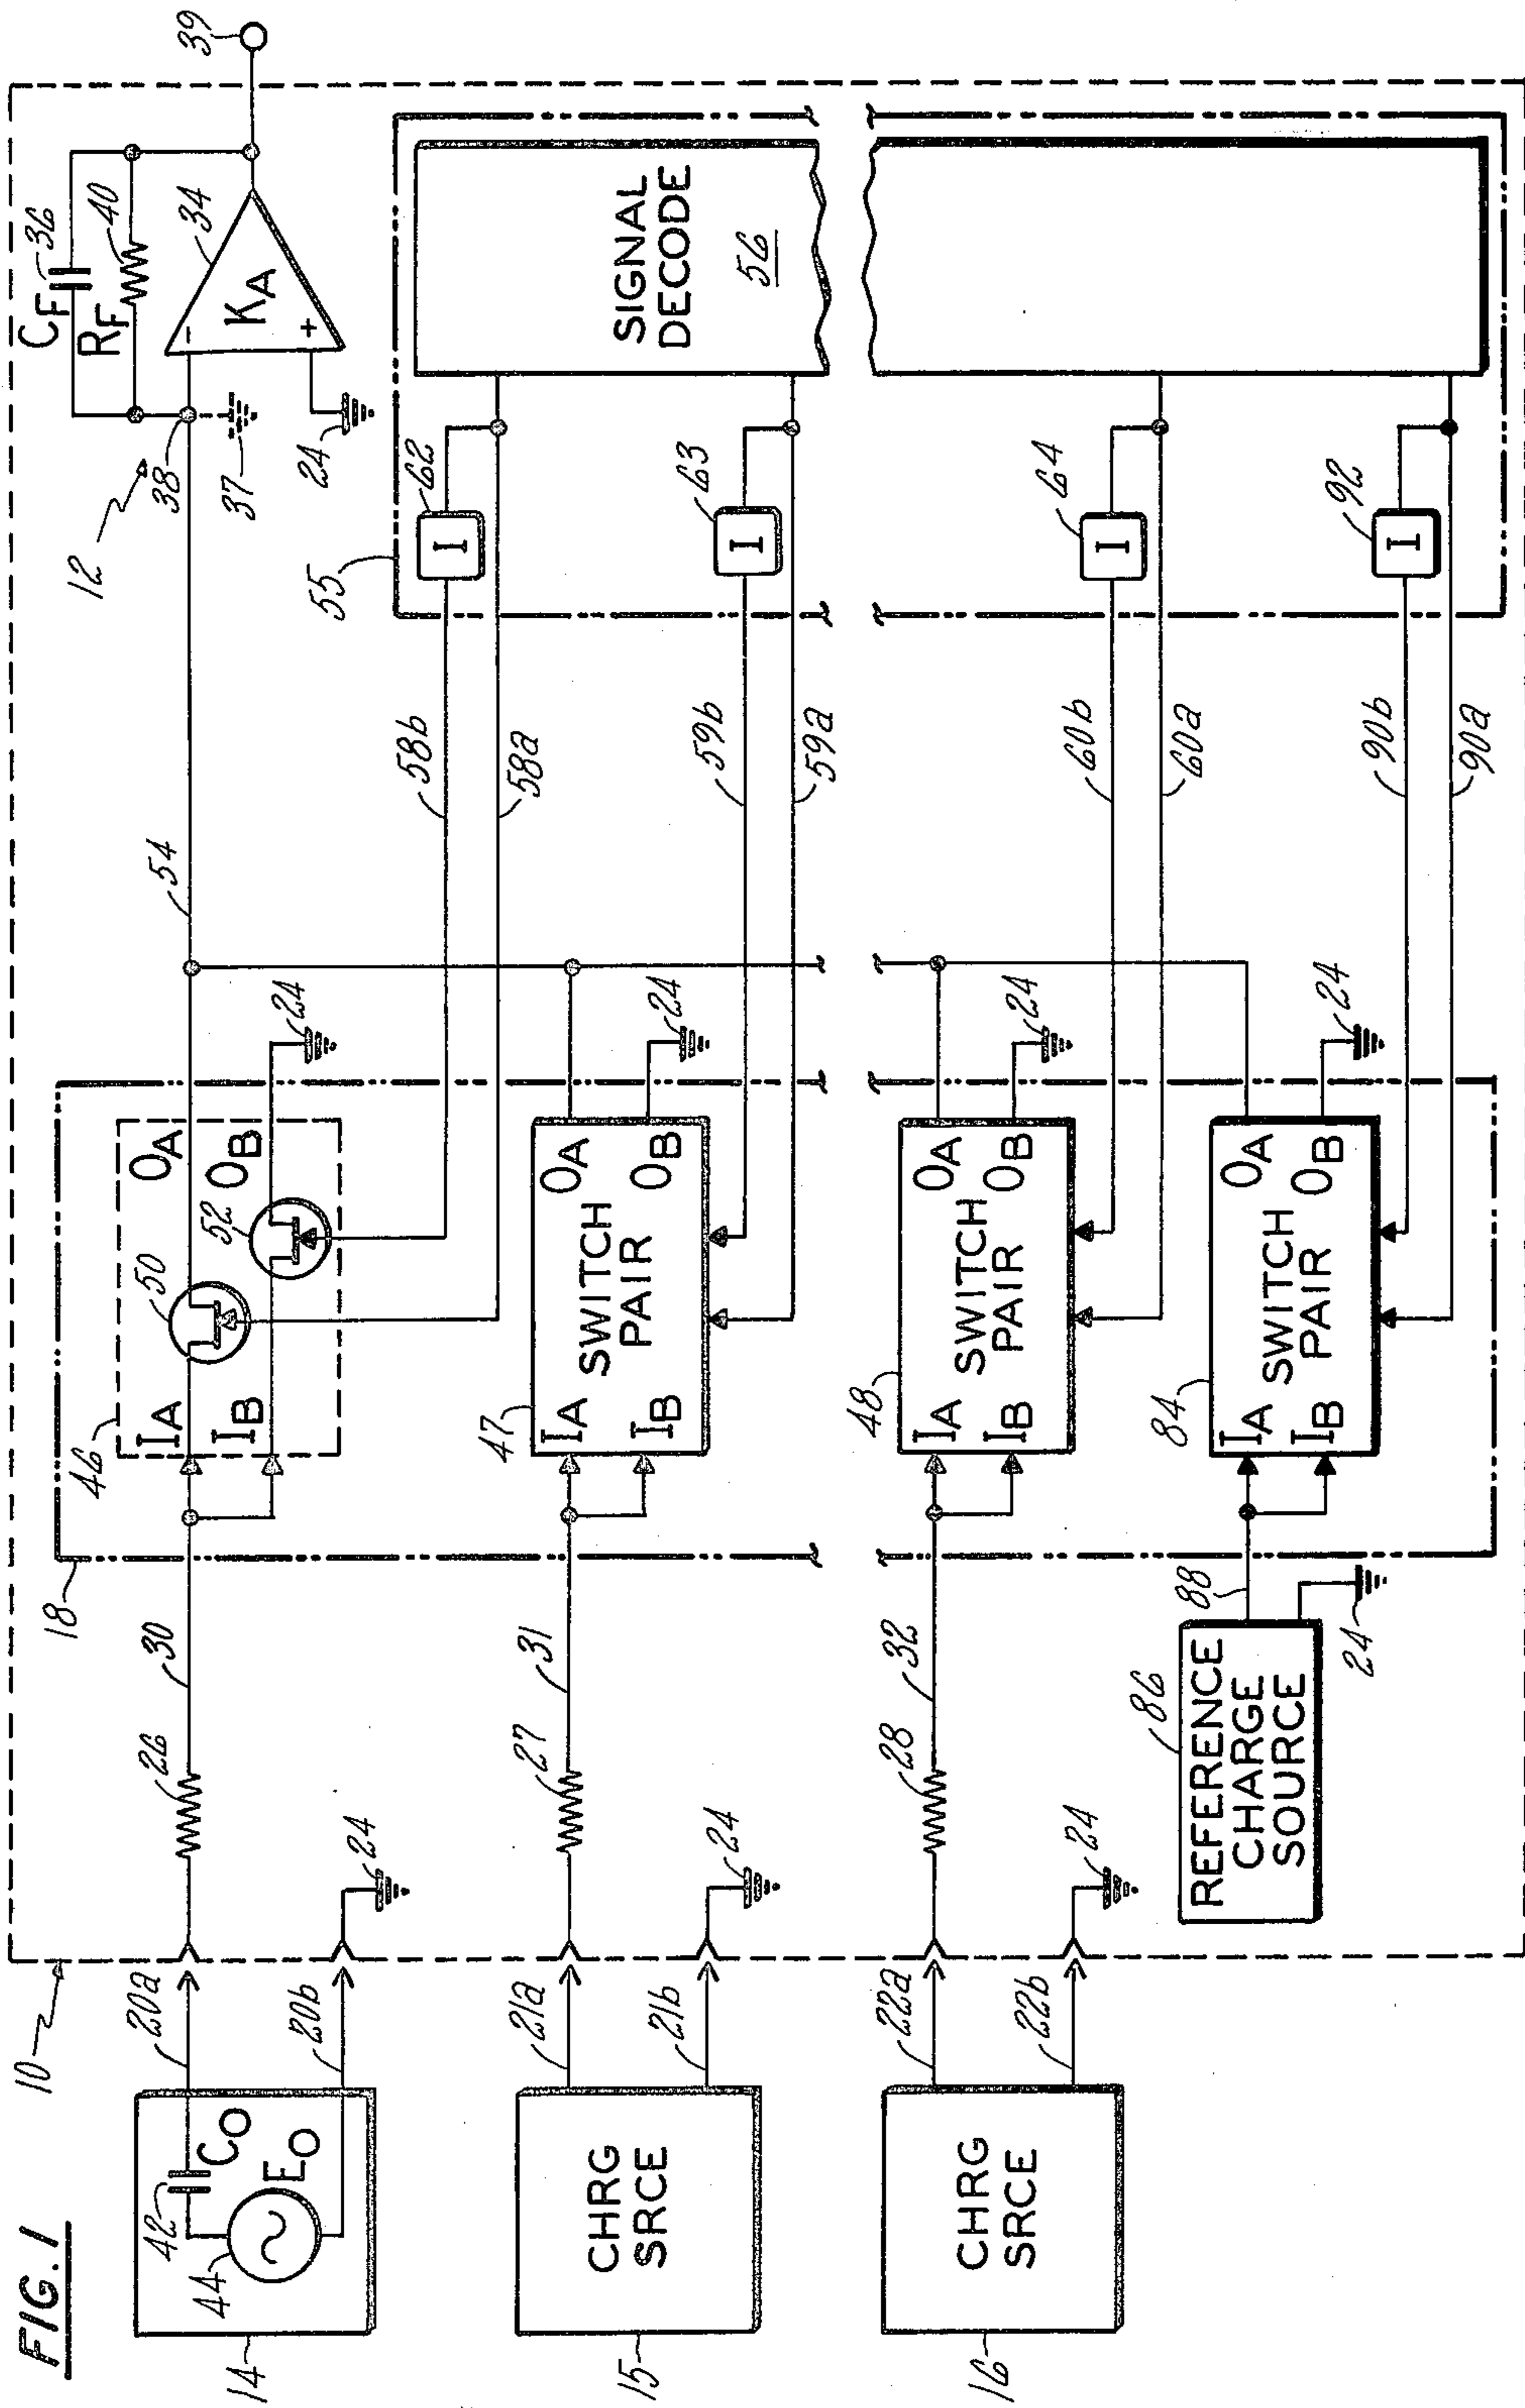 FIG. 1
10
12
14
42
CO
44
EO
20a
20b
24
26
30
18
46
IA
IB
50
52
OA
OB
24
54
38
37
24
CF
36
RF
40
34
KA
-
+
39
15
CHRG
SRCE
21a
21b
24
27
31
47
IA
IB
SWITCH
PAIR
OA
OB
24
58b
58a
59b
59a
55
I
62
I
63
SIGNAL
DECODE
56
16
CHRG
SRCE
22a
22b
24
28
32
48
IA
IB
SWITCH
PAIR
OA
OB
24
60b
60a
I
64
86
REFERENCE
CHARGE
SOURCE
88
24
84
IA
IB
SWITCH
PAIR
OA
OB
24
90b
90a
I
92